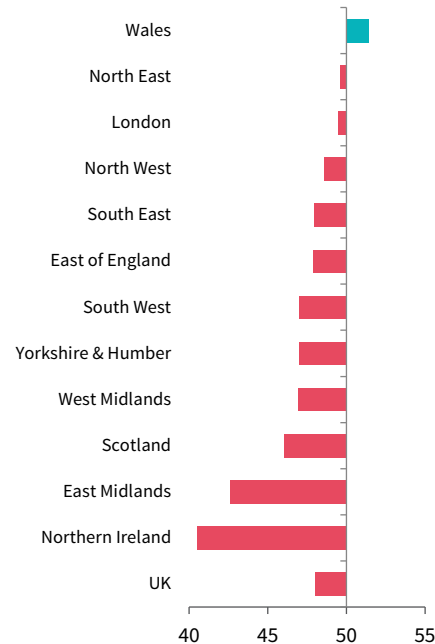 Wales
North East
London
North West
South East
East of England
South West
Yorkshire & Humber
West Midlands
Scotland
East Midlands
Northern Ireland
UK
40 45 50 55